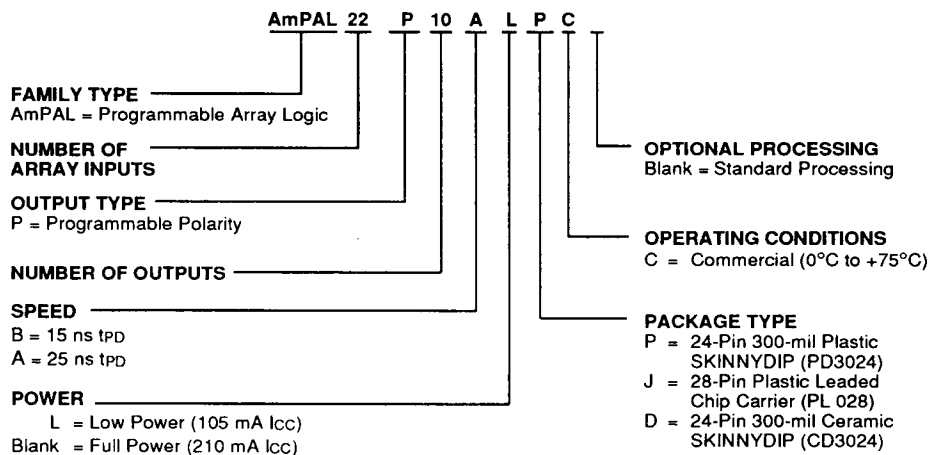 AmPAL 22 P 10 A L P C
FAMILY TYPE
AmPAL = Programmable Array Logic
NUMBER OF
ARRAY INPUTS
OUTPUT TYPE
P = Programmable Polarity
NUMBER OF OUTPUTS
SPEED
B = 15 ns tPD
A = 25 ns tPD
POWER
L = Low Power (105 mA ICC)
Blank = Full Power (210 mA ICC)
OPTIONAL PROCESSING
Blank = Standard Processing
OPERATING CONDITIONS
C = Commercial (0°C to +75°C)
PACKAGE TYPE
P = 24-Pin 300-mil Plastic
SKINNYDIP (PD3024)
J = 28-Pin Plastic Leaded
Chip Carrier (PL 028)
D = 24-Pin 300-mil Ceramic
SKINNYDIP (CD3024)